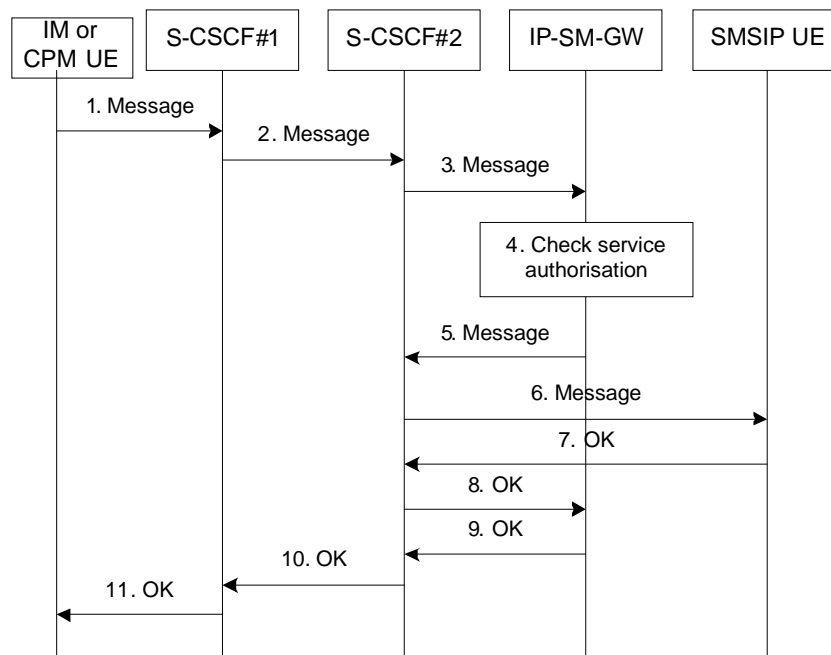 IM or
CPM UE
S-CSCF#1
S-CSCF#2
IP-SM-GW
SMSIP UE
1. Message
2. Message
3. Message
4. Check service
authorisation
5. Message
6. Message
7. OK
8. OK
9. OK
10. OK
11. OK